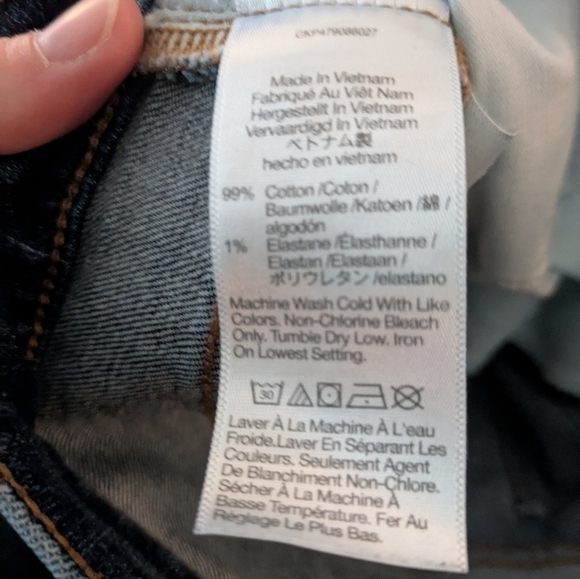 CKP479086027
Made In Vietnam
Fabriqué Au Viêt Nam
Hergestellt In Vietnam
Vervaardigd In Vietnam
ベトナム製
hecho en vietnam
99% Cotton /Coton /
Baumwolle /Katoen /綿 /
algodón
1% Elastane /Élasthanne /
Elastan /Elastaan /
ポリウレタン /elastano
Machine Wash Cold With Like
Colors. Non-Chlorine Bleach
Only. Tumble Dry Low. Iron
On Lowest Setting.
30
Laver À La Machine À L'eau
Froide.Laver En Séparant Les
Couleurs. Seulement Agent
De Blanchiment Non-Chlore.
Sécher À La Machine À
Basse Température. Fer Au
Réglage Le Plus Bas.